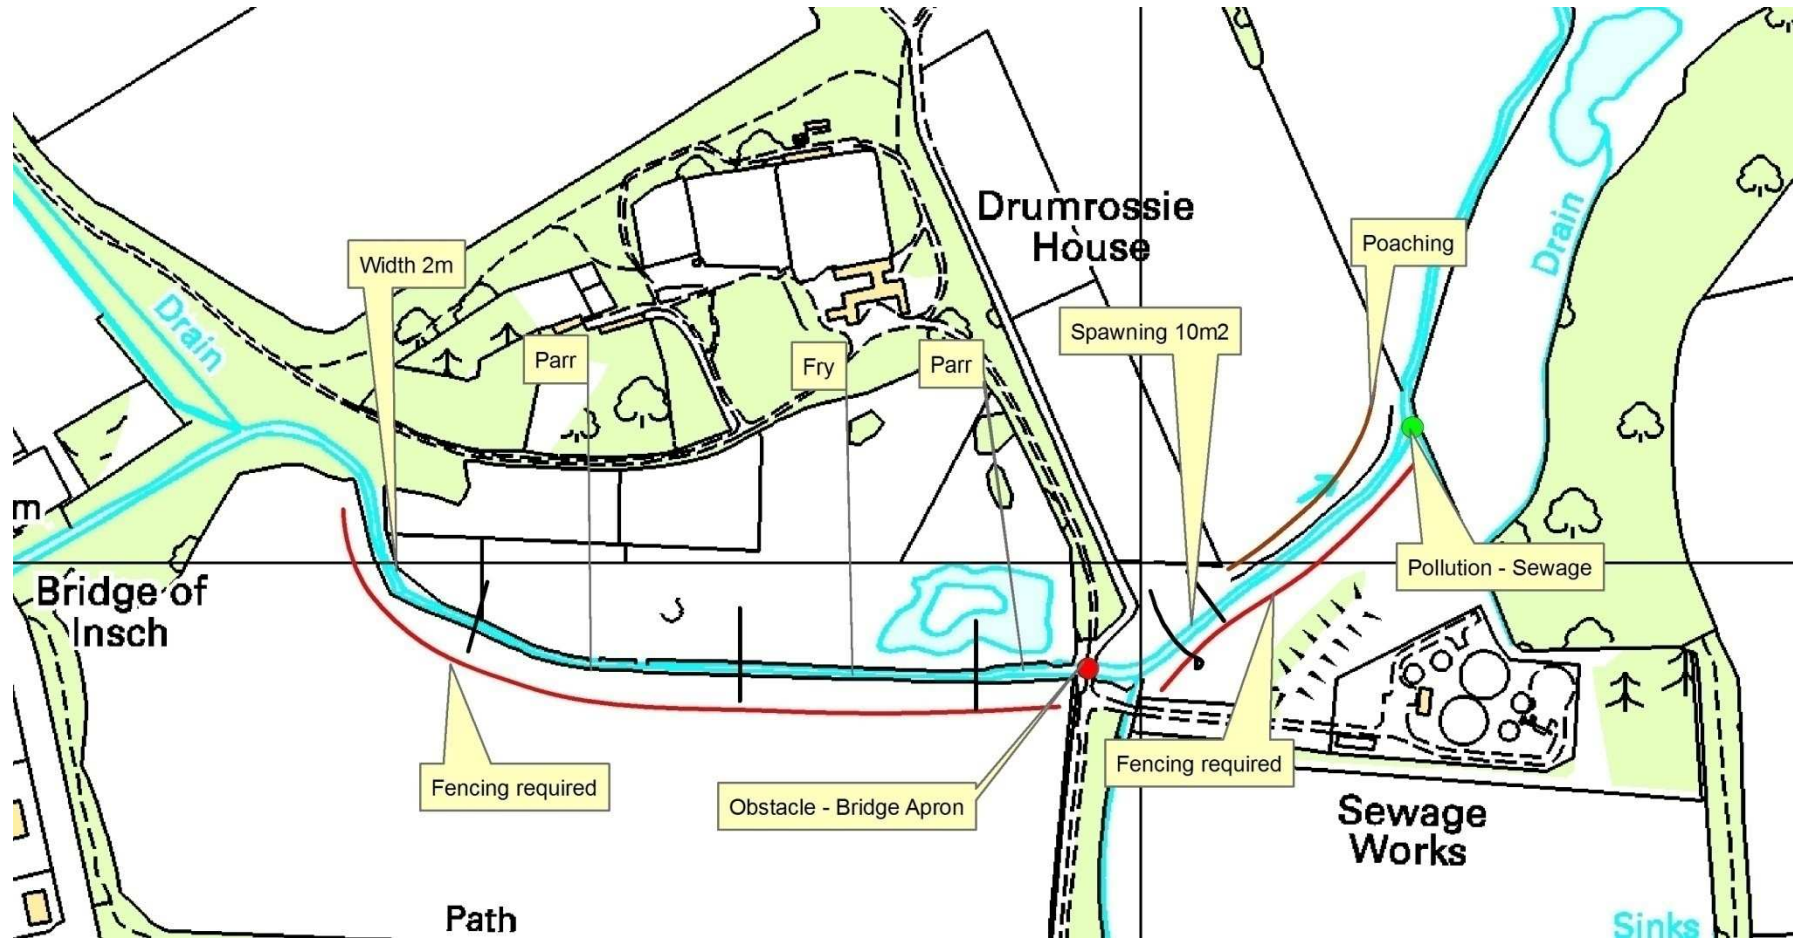 Drumrossie
House
Poaching
Drain
Width 2m
Drain
Spawning 10m2
Parr
Fry
Parr
m
Pollution - Sewage
Bridge of
Insch
Fencing required
Fencing required
Obstacle - Bridge Apron
Sewage
Works
Path
Sinks